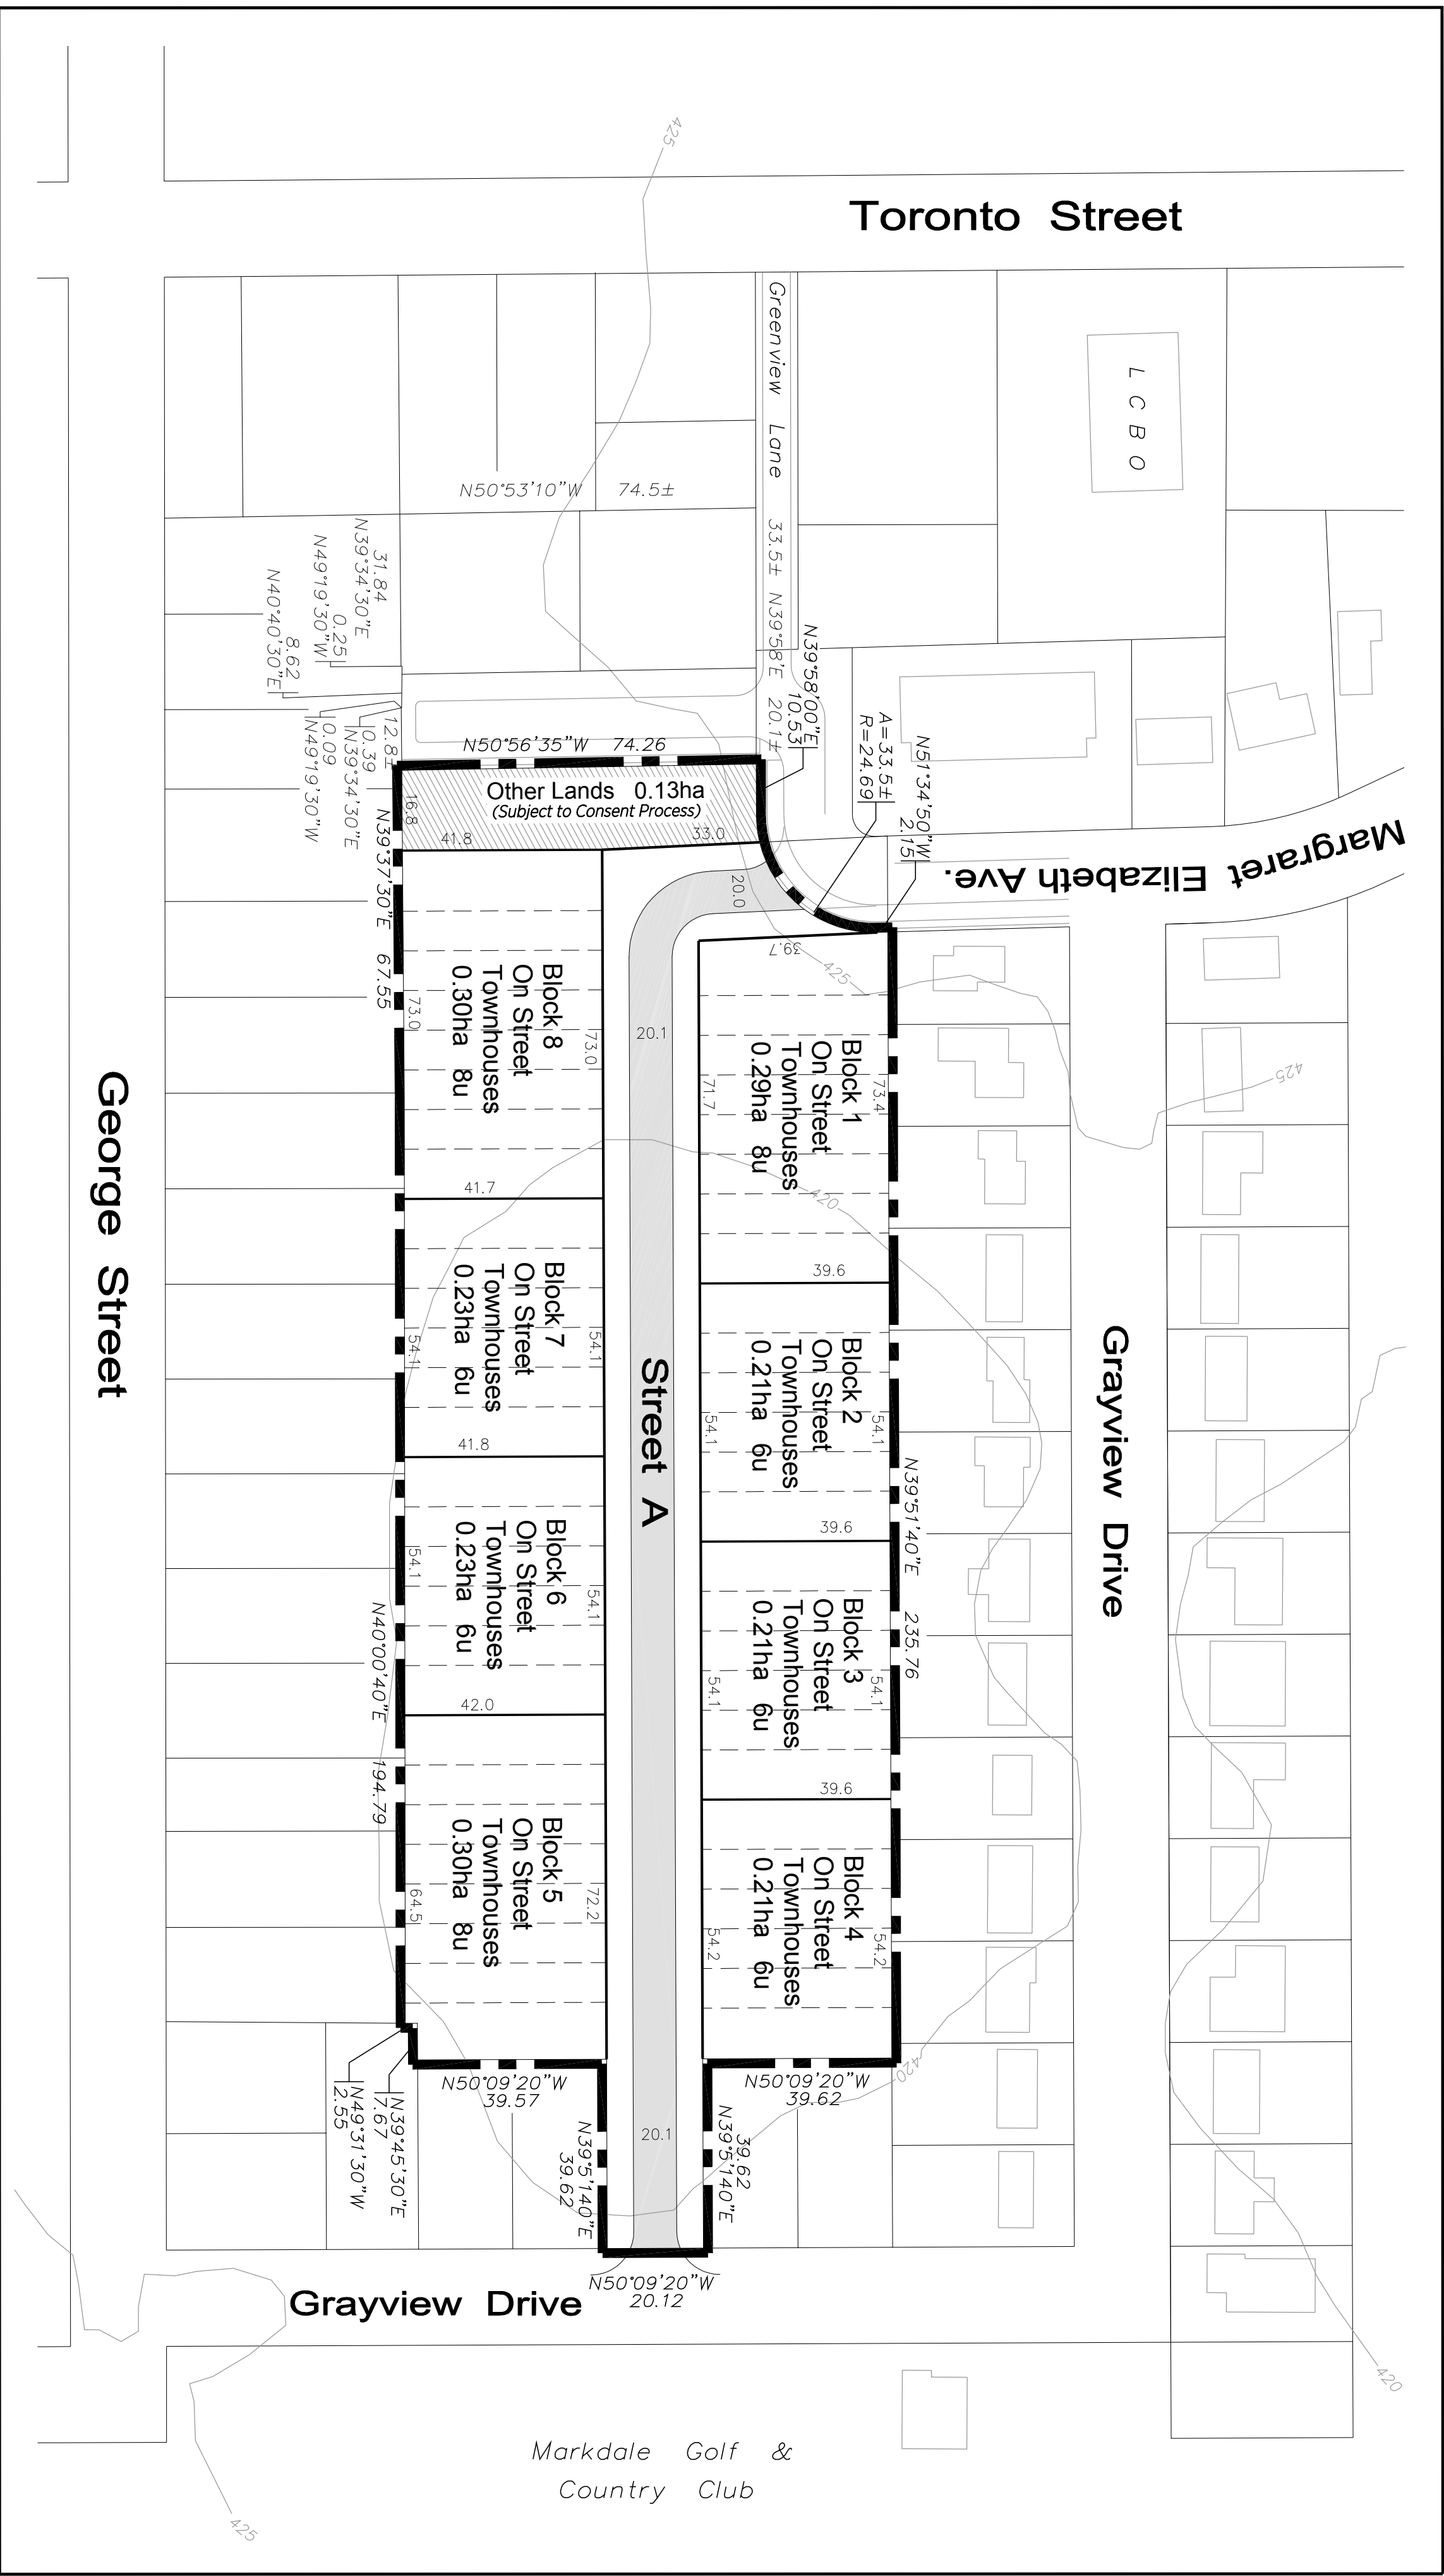 425
Toronto Street
Greenview Lane
33.5± N39°58'E 20.1±
L C B O
N50°53'10"W 74.5±
31.84
N39°34'30"E
0.25
N49°19'30"W
8.62
N40°40'30"E
12.8±
0.39
N39°34'30"E
0.09
N49°19'30"W
N39°58'00"E
10.53
A=33.5±
R=24.69
N51°34'50"W
2.15
N50°56'35"W 74.26
Other Lands 0.13ha
(Subject to Consent Process)
16.8
41.8
33.0
Margraret Elizabeth Ave.
N39°37'30"E 67.55
20.0
39.7
425
20.1
Block 8
On Street
Townhouses
0.30ha 8u
73.0
73.0
41.7
Block 1
On Street
Townhouses
0.29ha 8u
71.7
73.4
39.6
425
420
George Street
Block 7
On Street
Townhouses
0.23ha 6u
54.1
54.1
41.8
Street A
Block 2
On Street
Townhouses
0.21ha 6u
54.1
54.1
39.6
Grayview Drive
N39°51'40"E 235.76
Block 6
On Street
Townhouses
0.23ha 6u
54.1
54.1
42.0
Block 3
On Street
Townhouses
0.21ha 6u
54.1
54.1
39.6
N40°00'40"E 194.79
Block 5
On Street
Townhouses
0.30ha 8u
64.5
72.2
Block 4
On Street
Townhouses
0.21ha 6u
54.2
54.2
420
N50°09'20"W
39.57
N50°09'20"W
39.62
N39°45'30"E
7.67
N49°31'30"W
2.55
N39°5'140"E
39.62
20.1
39.62
N39°5'140"E
N50°09'20"W
20.12
Grayview Drive
420
Markdale Golf &
Country Club
425